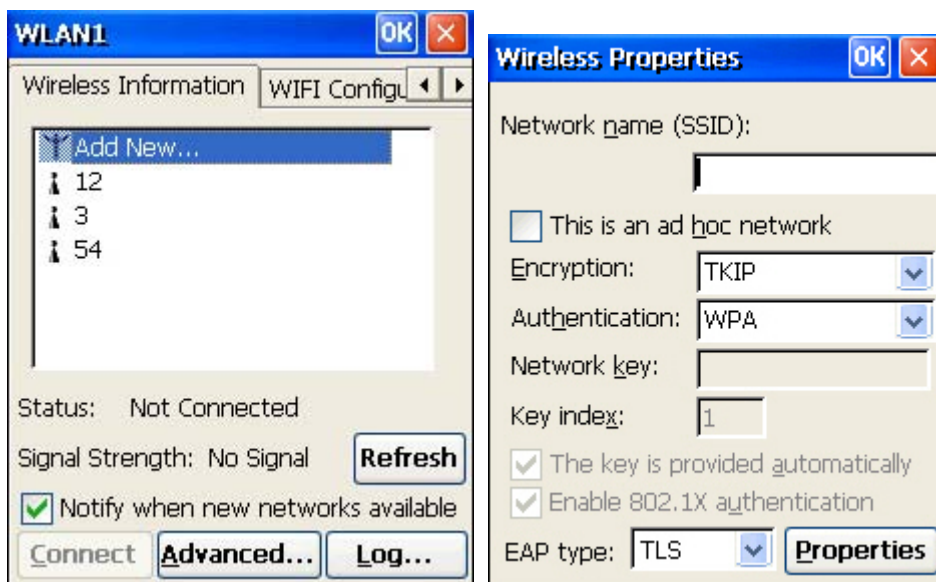 WLAN1 OK
Wireless Information WIFI Configu
Add New...
12
3
54
Status: Not Connected
Signal Strength: No Signal Refresh
Notify when new networks available
Connect Advanced... Log...
Wireless Properties OK
Network name (SSID):
This is an ad hoc network
Encryption: TKIP
Authentication: WPA
Network key:
Key index: 1
The key is provided automatically
Enable 802.1X authentication
EAP type: TLS Properties